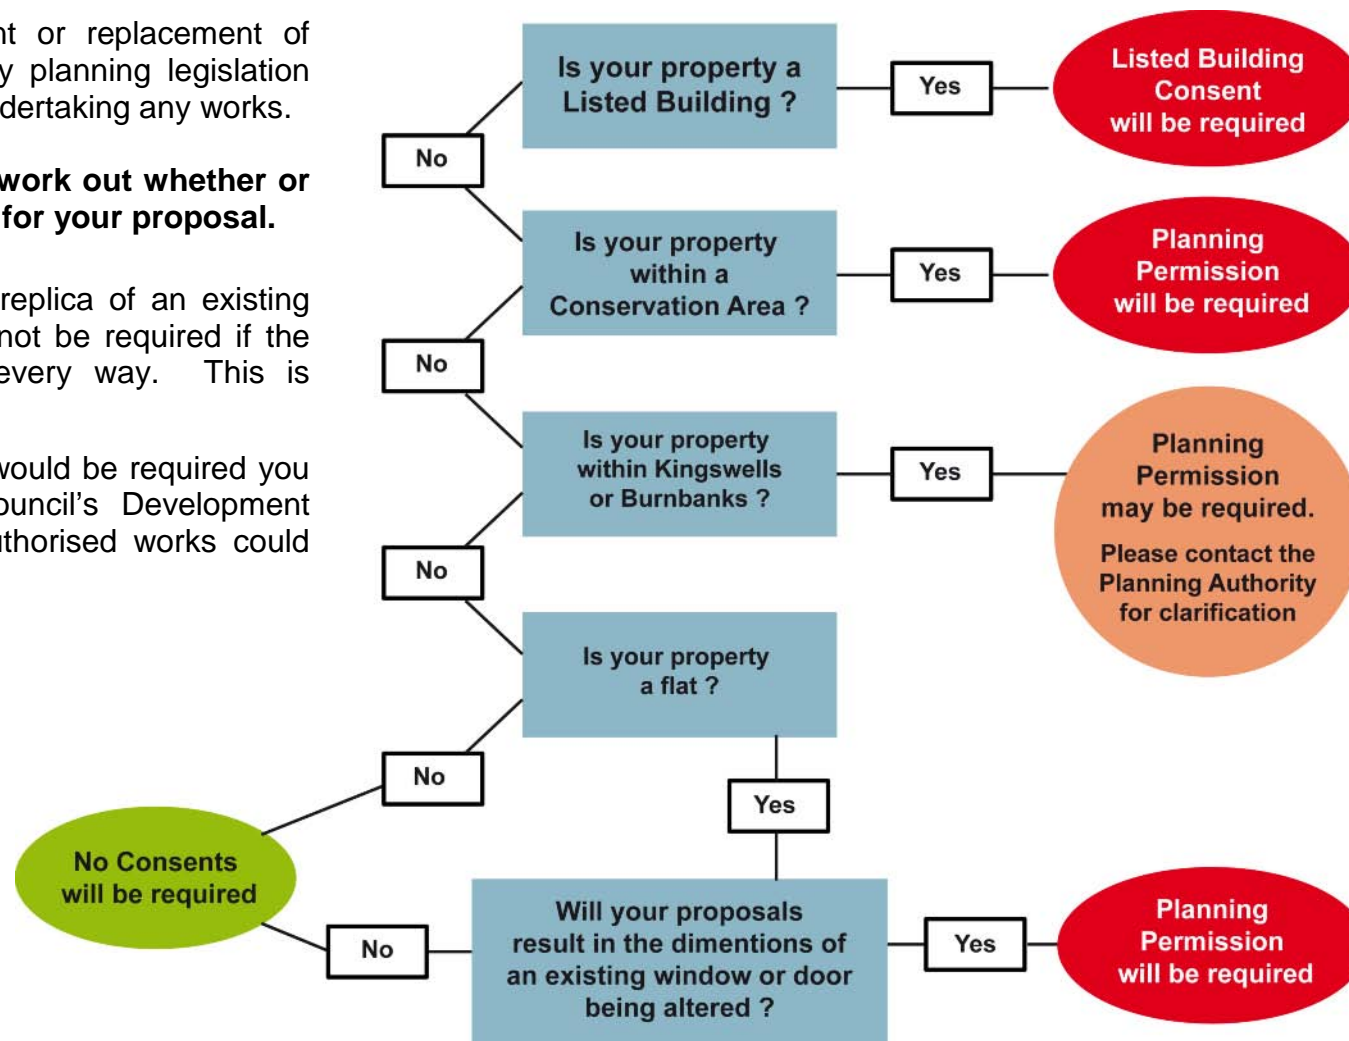 nt or replacement of
y planning legislation
dertaking any works.
work out whether or
for your proposal.
replica of an existing
not be required if the
every way. This is
would be required you
ouncil's Development
uthorised works could
Is your property a
Listed Building ?
Yes
Listed Building
Consent
will be required
No
Is your property
within a
Conservation Area ?
Yes
Planning
Permission
will be required
No
Is your property
within Kingswells
or Burnbanks ?
Yes
Planning
Permission
may be required.
Please contact the
Planning Authority
for clarification
No
Is your property
a flat ?
No
Yes
No Consents
will be required
Will your proposals
result in the dimentions of
an existing window or door
being altered ?
No
Yes
Planning
Permission
will be required